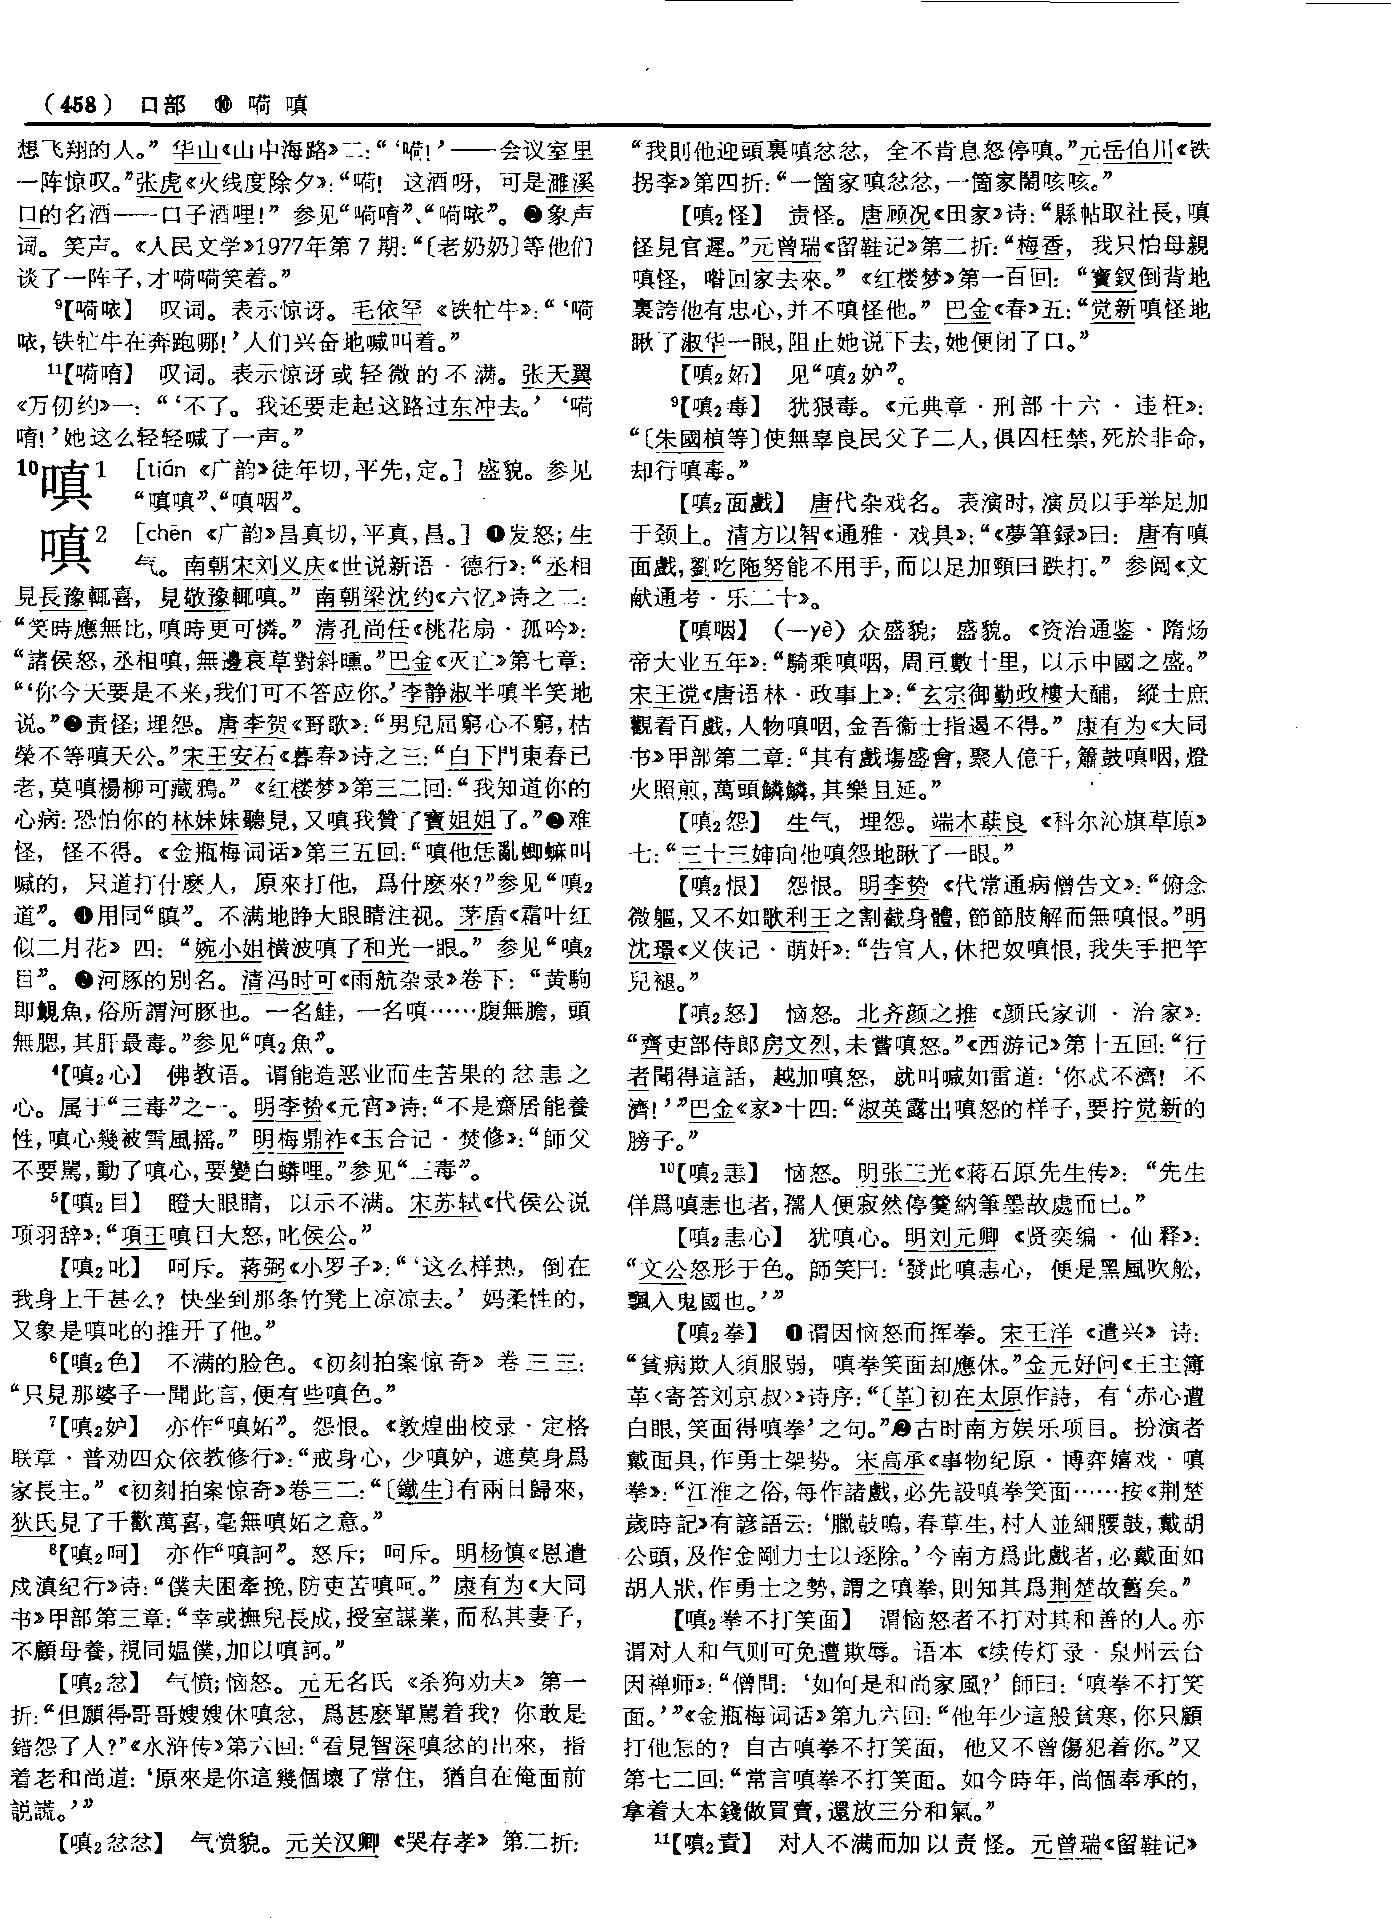 （458） 口部 ❿ 嗬 嗔
想飞翔的人。”华山《山中海路》二：“‘嗬！’——会议室里
一阵惊叹。”张虎《火线度除夕》：“嗬！这酒呀，可是濉溪
口的名酒——口子酒哩！”参见“嗬唷”、“嗬咴”。❷象声
词。笑声。《人民文学》1977年第7期：“〔老奶奶〕等他们
谈了一阵子，才嗬嗬笑着。”
9【嗬咴】 叹词。表示惊讶。毛依罕《铁牤牛》：“‘嗬
咴，铁牤牛在奔跑哪！’人们兴奋地喊叫着。”
11【嗬唷】 叹词。表示惊讶或轻微的不满。张天翼
《万仞约》一：“‘不了。我还要走起这路过东冲去。’‘嗬
唷！’她这么轻轻喊了一声。”
10嗔1 [tián《广韵》徒年切，平先，定。]盛貌。参见
“嗔嗔”、“嗔咽”。
嗔2 [chēn《广韵》昌真切，平真，昌。]❶发怒；生
气。南朝宋刘义庆《世说新语·德行》：“丞相
見長豫輒喜，見敬豫輒嗔。”南朝梁沈约《六忆》诗之二：
“笑時應無比，嗔時更可憐。”清孔尚任《桃花扇·孤吟》：
“諸侯怒，丞相嗔，無邊衰草對斜曛。”巴金《灭亡》第七章：
“‘你今天要是不来，我们可不答应你。’李静淑半嗔半笑地
说。”❷责怪；埋怨。唐李贺《野歌》：“男兒屈窮心不窮，枯
榮不等嗔天公。”宋王安石《暮春》诗之三：“白下門東春已
老，莫嗔楊柳可藏鴉。”《红楼梦》第三二回：“我知道你的
心病：恐怕你的林妹妹聽見，又嗔我贊了寶姐姐了。”❸难
怪，怪不得。《金瓶梅词话》第三五回：“嗔他恁亂蝍蟣叫
喊的，只道打什麽人，原來打他，爲什麽來？”参见“嗔2
道”。❹用同“瞋”。不满地睁大眼睛注视。茅盾《霜叶红
似二月花》四：“婉小姐横波嗔了和光一眼。”参见“嗔2
目”。❺河豚的别名。清冯时可《雨航杂录》卷下：“黄駒
即鯢魚，俗所謂河豚也。一名鮭，一名嗔……腹無膽，頭
無腮，其肝最毒。”参见“嗔2魚”。
4【嗔2心】 佛教语。谓能造恶业而生苦果的忿恚之
心。属于“三毒”之一。明李贽《元宵》诗：“不是齋居能養
性，嗔心幾被雪風摇。”明梅鼎祚《玉合记·焚修》：“師父
不要駡，動了嗔心，要變白蟒哩。”参见“三毒”。
5【嗔2目】 瞪大眼睛，以示不满。宋苏轼《代侯公说
项羽辞》：“項王嗔目大怒，叱侯公。”
【嗔2叱】 呵斥。蒋弼《小罗子》：“‘这么样热，倒在
我身上干甚么？快坐到那条竹凳上凉凉去。’妈柔性的，
又象是嗔叱的推开了他。”
6【嗔2色】 不满的脸色。《初刻拍案惊奇》卷三三：
“只見那婆子一聞此言，便有些嗔色。”
7【嗔2妒】 亦作“嗔妬”。怨恨。《敦煌曲校录·定格
联章·普劝四众依教修行》：“戒身心，少嗔妒，遮莫身爲
家長主。”《初刻拍案惊奇》卷三二：“〔鐵生〕有兩日歸來，
狄氏見了千歡萬喜，毫無嗔妬之意。”
8【嗔2呵】 亦作“嗔訶”。怒斥；呵斥。明杨慎《恩遣
戍滇纪行》诗：“僕夫困牽挽，防吏苦嗔呵。”康有为《大同
书》甲部第三章：“幸或撫兒長成，授室謀業，而私其妻子，
不顧母養，視同媪僕，加以嗔訶。”
【嗔2忿】 气愤；恼怒。元无名氏《杀狗劝夫》第一
折：“但願得哥哥嫂嫂休嗔忿，爲甚麽單駡着我？你敢是
錯怨了人？”《水浒传》第六回：“看見智深嗔忿的出來，指
着老和尚道：‘原來是你這幾個壞了常住，猶自在俺面前
説謊。’”
【嗔2忿忿】 气愤貌。元关汉卿《哭存孝》第二折：
“我則他迎頭裏嗔忿忿，全不肯息怒停嗔。”元岳伯川《铁
拐李》第四折：“一箇家嗔忿忿，一箇家鬧咳咳。”
【嗔2怪】 责怪。唐顾况《田家》诗：“縣帖取社長，嗔
怪見官遲。”元曾瑞《留鞋记》第二折：“梅香，我只怕母親
嗔怪，喒回家去來。”《红楼梦》第一百回：“寶釵倒背地
裏誇他有忠心，并不嗔怪他。”巴金《春》五：“觉新嗔怪地
瞅了淑华一眼，阻止她说下去，她便闭了口。”
【嗔2妬】 见“嗔2妒”。
9【嗔2毒】 犹狠毒。《元典章·刑部十六·违枉》：
“〔朱國楨等〕使無辜良民父子二人，俱囚枉禁，死於非命，
却行嗔毒。”
【嗔2面戲】 唐代杂戏名。表演时，演员以手举足加
于颈上。清方以智《通雅·戏具》：“《夢筆録》曰：唐有嗔
面戲，劉吃陁努能不用手，而以足加頸曰跌打。”参阅《文
献通考·乐二十》。
【嗔咽】 （—yè）众盛貌；盛貌。《资治通鉴·隋炀
帝大业五年》：“騎乘嗔咽，周亘數十里，以示中國之盛。”
宋王谠《唐语林·政事上》：“玄宗御勤政樓大酺，縱士庶
觀看百戲，人物嗔咽，金吾衞士指遏不得。”康有为《大同
书》甲部第二章：“其有戲塲盛會，聚人億千，簫鼓嗔咽，燈
火照煎，萬頭鱗鱗，其樂且延。”
【嗔2怨】 生气，埋怨。端木蕻良《科尔沁旗草原》
七：“三十三婶向他嗔怨地瞅了一眼。”
【嗔2恨】 怨恨。明李贽《代常通病僧告文》：“俯念
微軀，又不如歌利王之割截身體，節節肢解而無嗔恨。”明
沈璟《义侠记·萌奸》：“告官人，休把奴嗔恨，我失手把竿
兒褪。”
【嗔2怒】 恼怒。北齐颜之推《颜氏家训·治家》：
“齊吏部侍郎房文烈，未嘗嗔怒。”《西游记》第十五回：“行
者聞得這話，越加嗔怒，就叫喊如雷道：‘你忒不濟！不
濟！’”巴金《家》十四：“淑英露出嗔怒的样子，要拧觉新的
膀子。”
10【嗔2恚】 恼怒。明张三光《蒋石原先生传》：“先生
佯爲嗔恚也者，孺人便寂然停甖納筆墨故處而已。”
【嗔2恚心】 犹嗔心。明刘元卿《贤奕编·仙释》：
“文公怒形于色。師笑曰：‘發此嗔恚心，便是黑風吹舩，
飄入鬼國也。’”
【嗔2拳】 ❶谓因恼怒而挥拳。宋王洋《遣兴》诗：
“貧病欺人須服弱，嗔拳笑面却應休。”金元好问《王主簿
革〈寄答刘京叔〉》诗序：“〔革〕初在太原作詩，有‘赤心遭
白眼，笑面得嗔拳’之句。”❷古时南方娱乐项目。扮演者
戴面具，作勇士架势。宋高承《事物纪原·博弈嬉戏·嗔
拳》：“江淮之俗，每作諸戲，必先設嗔拳笑面……按《荆楚
歲時記》有諺語云：‘臘鼓鳴，春草生，村人並細腰鼓，戴胡
公頭，及作金剛力士以逐除。’今南方爲此戲者，必戴面如
胡人狀，作勇士之勢，謂之嗔拳，則知其爲荆楚故舊矣。”
【嗔2拳不打笑面】 谓恼怒者不打对其和善的人。亦
谓对人和气则可免遭欺辱。语本《续传灯录·泉州云台
因禅师》：“僧問：‘如何是和尚家風？’師曰：‘嗔拳不打笑
面。’”《金瓶梅词话》第九六回：“他年少這般貧寒，你只顧
打他怎的？自古嗔拳不打笑面，他又不曾傷犯着你。”又
第七二回：“常言嗔拳不打笑面。如今時年，尚個奉承的，
拿着大本錢做買賣，還放三分和氣。”
11【嗔2責】 对人不满而加以责怪。元曾瑞《留鞋记》